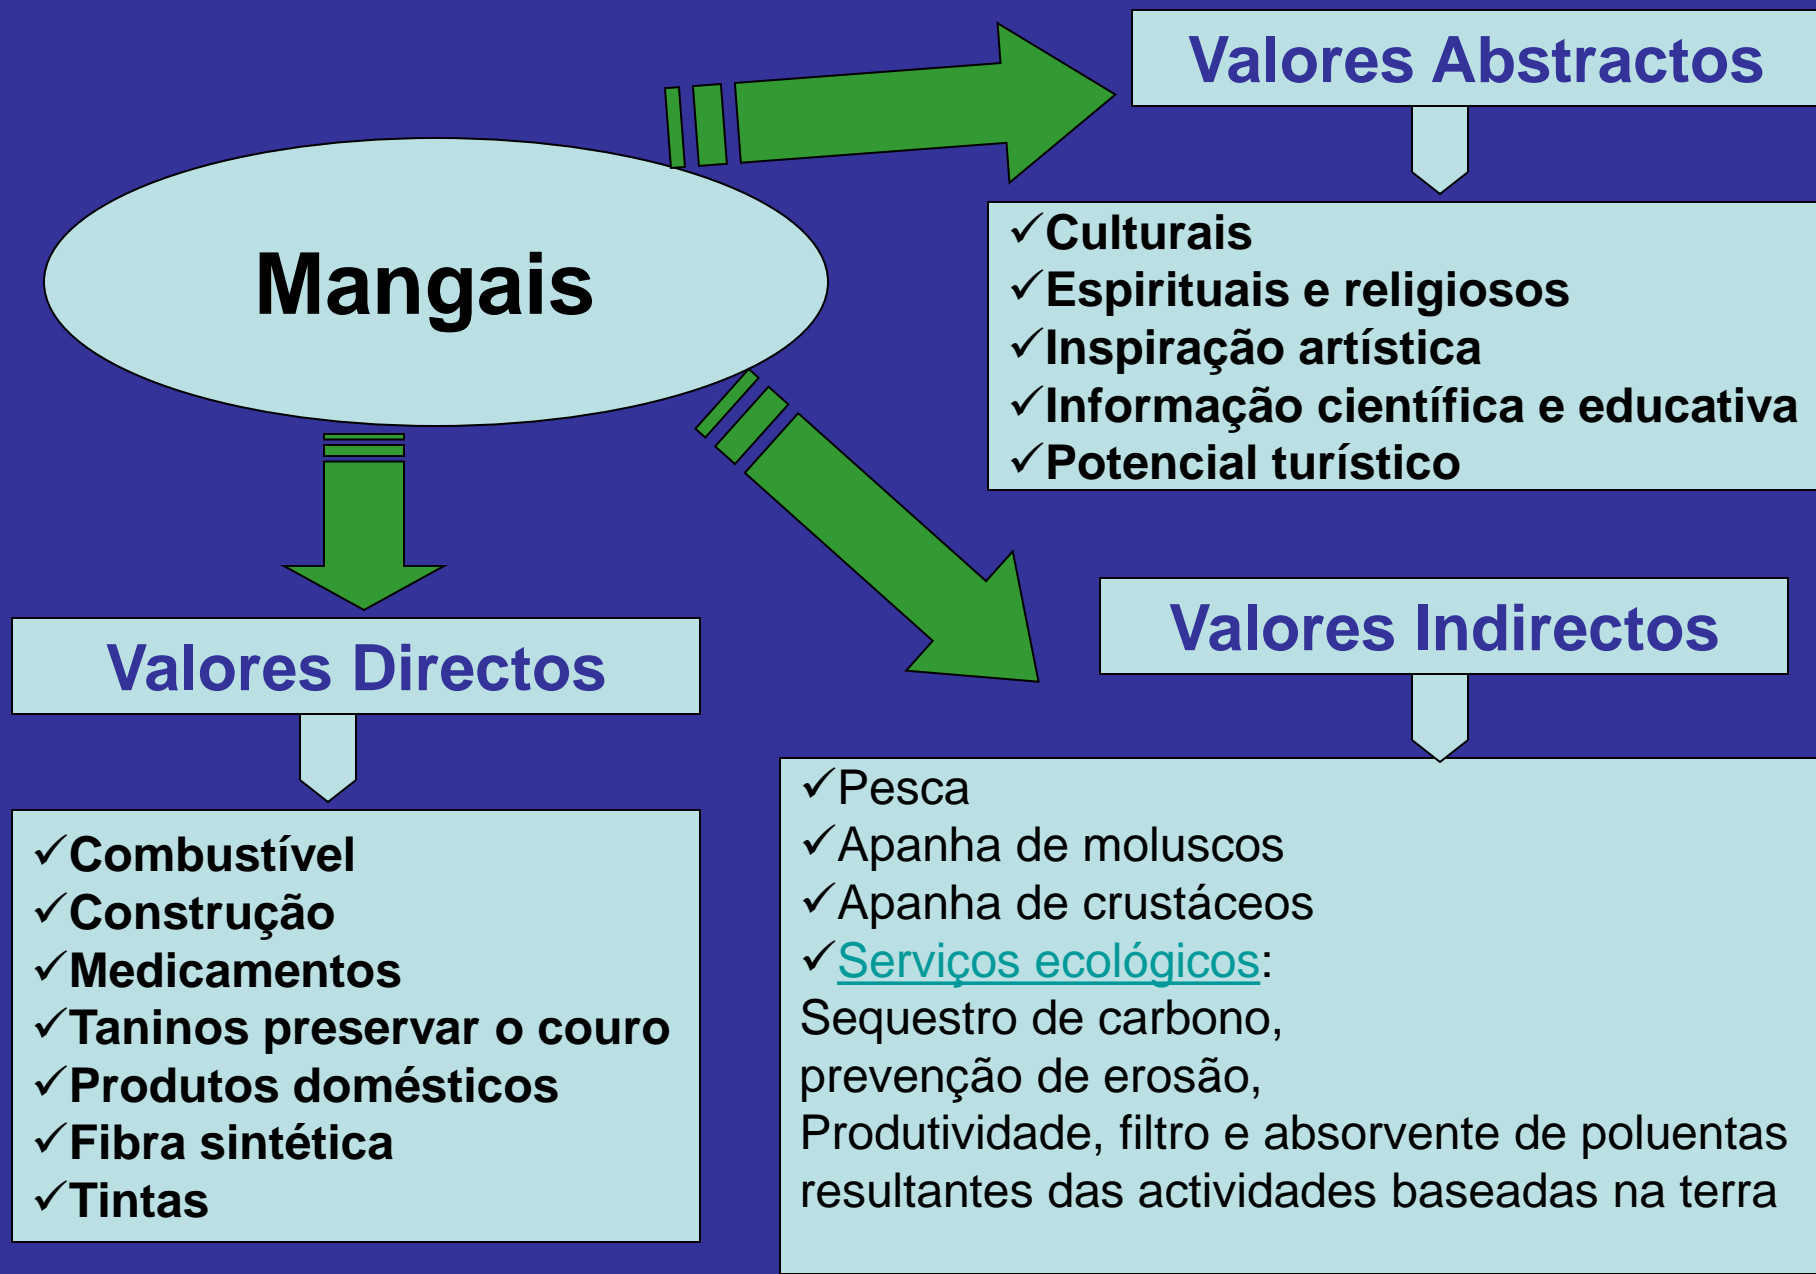 Mangais
Valores Abstractos
✓Culturais
✓Espirituais e religiosos
✓Inspiração artística
✓Informação científica e educativa
✓Potencial turístico
Valores Directos
✓Combustível
✓Construção
✓Medicamentos
✓Taninos preservar o couro
✓Produtos domésticos
✓Fibra sintética
✓Tintas
Valores Indirectos
✓Pesca
✓Apanha de moluscos
✓Apanha de crustáceos
✓Serviços ecológicos:
Sequestro de carbono,
prevenção de erosão,
Produtividade, filtro e absorvente de poluentas
resultantes das actividades baseadas na terra